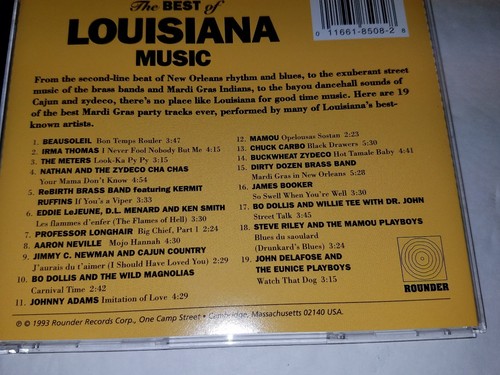 The BEST of
LOUISIANA
MUSIC
0 11661-8508-2 8
From the second-line beat of New Orleans rhythm and blues, to the exuberant street
music of the brass bands and Mardi Gras Indians, to the bayou dancehall sounds of
Cajun and zydeco, there's no place like Louisiana for good time music. Here are 19
of the best Mardi Gras party tracks ever, performed by many of Louisiana's best-
known artists.
1. BEAUSOLEIL Bon Temps Rouler 3:47
2. IRMA THOMAS I Never Fool Nobody But Me 4:15
3. THE METERS Look-Ka Py Py 3:15
4. NATHAN AND THE ZYDECO CHA CHAS
Your Mama Don't Know 4:54
5. ReBIRTH BRASS BAND featuring KERMIT
RUFFINS If You's a Viper 3:33
6. EDDIE LeJEUNE, D.L. MENARD AND KEN SMITH
Les flammes d'enfer (The Flames of Hell) 3:30
7. PROFESSOR LONGHAIR Big Chief, Part 1 2:24
8. AARON NEVILLE Mojo Hannah 4:30
9. JIMMY C. NEWMAN AND CAJUN COUNTRY
J'aurais du t'aimer (I Should Have Loved You) 2:29
10. BO DOLLIS AND THE WILD MAGNOLIAS
Carnival Time 2:42
11. JOHNNY ADAMS Imitation of Love 4:29
12. MAMOU Opelousas Sostan 2:23
13. CHUCK CARBO Black Drawers 5:30
14. BUCKWHEAT ZYDECO Hot Tamale Baby 4:41
15. DIRTY DOZEN BRASS BAND
Mardi Gras in New Orleans 5:28
16. JAMES BOOKER
So Swell When You're Well 3:30
17. BO DOLLIS AND WILLIE TEE WITH DR. JOHN
Street Talk 3:45
18. STEVE RILEY AND THE MAMOU PLAYBOYS
Blues du saoulard
(Drunkard's Blues) 3:24
19. JOHN DELAFOSE AND
THE EUNICE PLAYBOYS
Watch That Dog 3:15
ROUNDER
℗ © 1993 Rounder Records Corp., One Camp Street • Cambridge, Massachusetts 02140 USA.